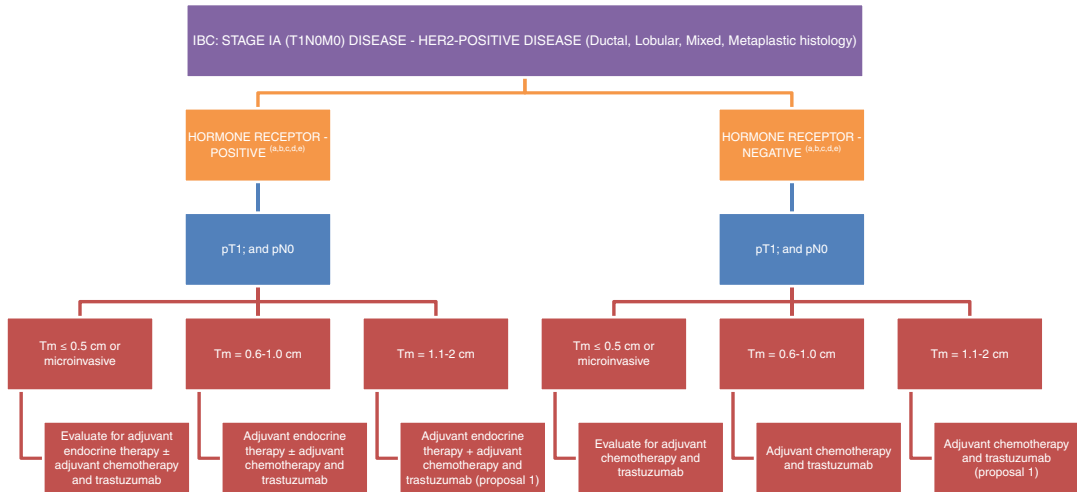 IBC: STAGE IA (T1N0M0) DISEASE - HER2-POSITIVE DISEASE (Ductal, Lobular, Mixed, Metaplastic histology)
HORMONE RECEPTOR -
POSITIVE (a,b,c,d,e)
HORMONE RECEPTOR -
NEGATIVE (a,b,c,d,e)
pT1; and pN0
pT1; and pN0
Tm ≤ 0.5 cm or
microinvasive
Tm = 0.6-1.0 cm
Tm = 1.1-2 cm
Tm ≤ 0.5 cm or
microinvasive
Tm = 0.6-1.0 cm
Tm = 1.1-2 cm
Evaluate for adjuvant
endocrine therapy ±
adjuvant chemotherapy
and trastuzumab
Adjuvant endocrine
therapy ± adjuvant
chemotherapy and
trastuzumab
Adjuvant endocrine
therapy + adjuvant
chemotherapy and
trastuzumab (proposal 1)
Evaluate for adjuvant
chemotherapy and
trastuzumab
Adjuvant chemotherapy
and trastuzumab
Adjuvant chemotherapy
and trastuzumab
(proposal 1)